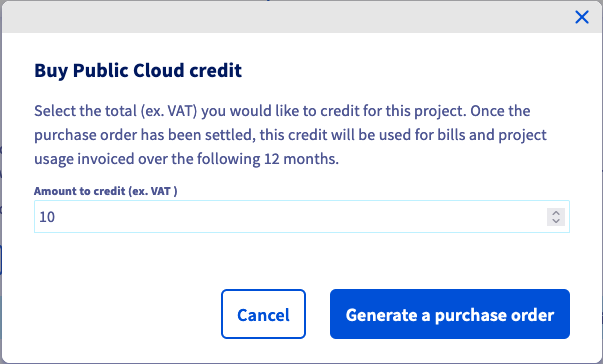 Buy Public Cloud credit
Select the total (ex. VAT) you would like to credit for this project. Once the
purchase order has been settled, this credit will be used for bills and project
usage invoiced over the following 12 months.
Amount to credit (ex. VAT )
10
Cancel
Generate a purchase order